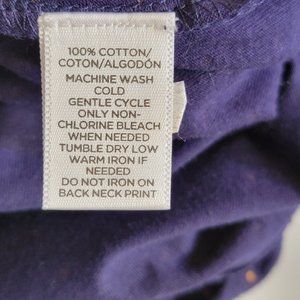 100% COTTON/
COTON/ALGODÓN
MACHINE WASH
COLD
GENTLE CYCLE
ONLY NON-
CHLORINE BLEACH
WHEN NEEDED
TUMBLE DRY LOW
WARM IRON IF
NEEDED
DO NOT IRON ON
BACK NECK PRINT